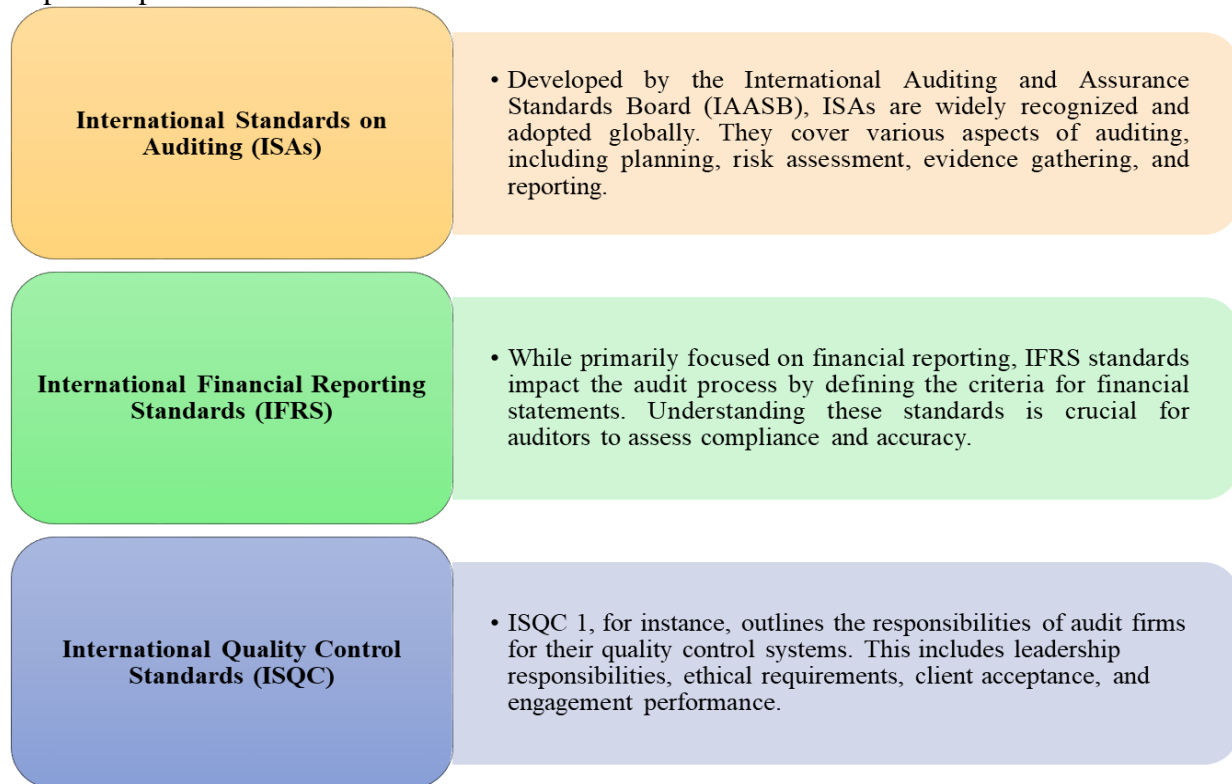 International Standards on
Auditing (ISAs)
• Developed by the International Auditing and Assurance
Standards Board (IAASB), ISAs are widely recognized and
adopted globally. They cover various aspects of auditing,
including planning, risk assessment, evidence gathering, and
reporting.
International Financial Reporting
Standards (IFRS)
• While primarily focused on financial reporting, IFRS standards
impact the audit process by defining the criteria for financial
statements. Understanding these standards is crucial for
auditors to assess compliance and accuracy.
International Quality Control
Standards (ISQC)
• ISQC 1, for instance, outlines the responsibilities of audit firms
for their quality control systems. This includes leadership
responsibilities, ethical requirements, client acceptance, and
engagement performance.